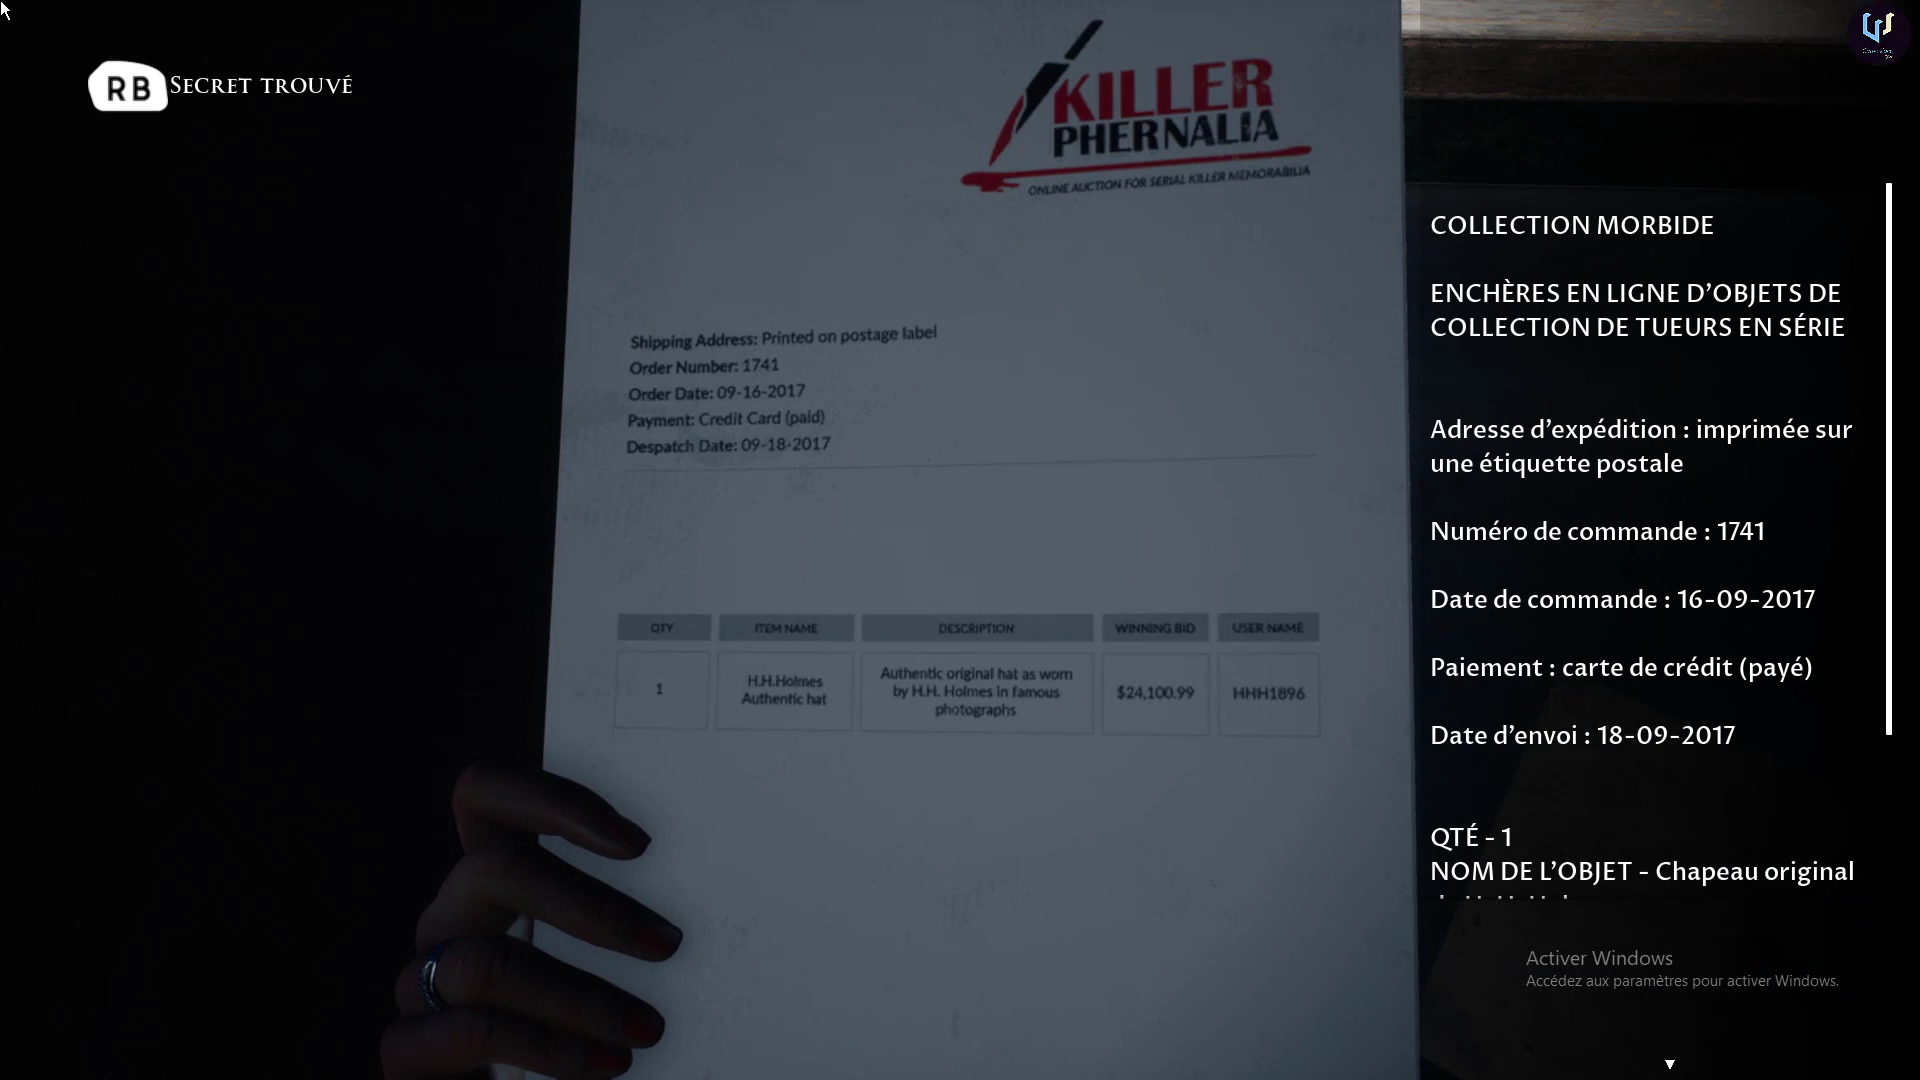 RB SECRET TROUVÉ
KILLER
PHERNALIA
ONLINE AUCTION FOR SERIAL KILLER MEMORABILIA
Shipping Address: Printed on postage label
Order Number: 1741
Order Date: 09-16-2017
Payment: Credit Card (paid)
Despatch Date: 09-18-2017
QTY ITEM NAME DESCRIPTION WINNING BID USER NAME
1 H.H.Holmes Authentic hat Authentic original hat as worn by H.H. Holmes in famous photographs $24,100.99 HHH1896
COLLECTION MORBIDE
ENCHÈRES EN LIGNE D'OBJETS DE
COLLECTION DE TUEURS EN SÉRIE
Adresse d'expédition : imprimée sur
une étiquette postale
Numéro de commande : 1741
Date de commande : 16-09-2017
Paiement : carte de crédit (payé)
Date d'envoi : 18-09-2017
QTÉ - 1
NOM DE L'OBJET - Chapeau original
Activer Windows
Accédez aux paramètres pour activer Windows.